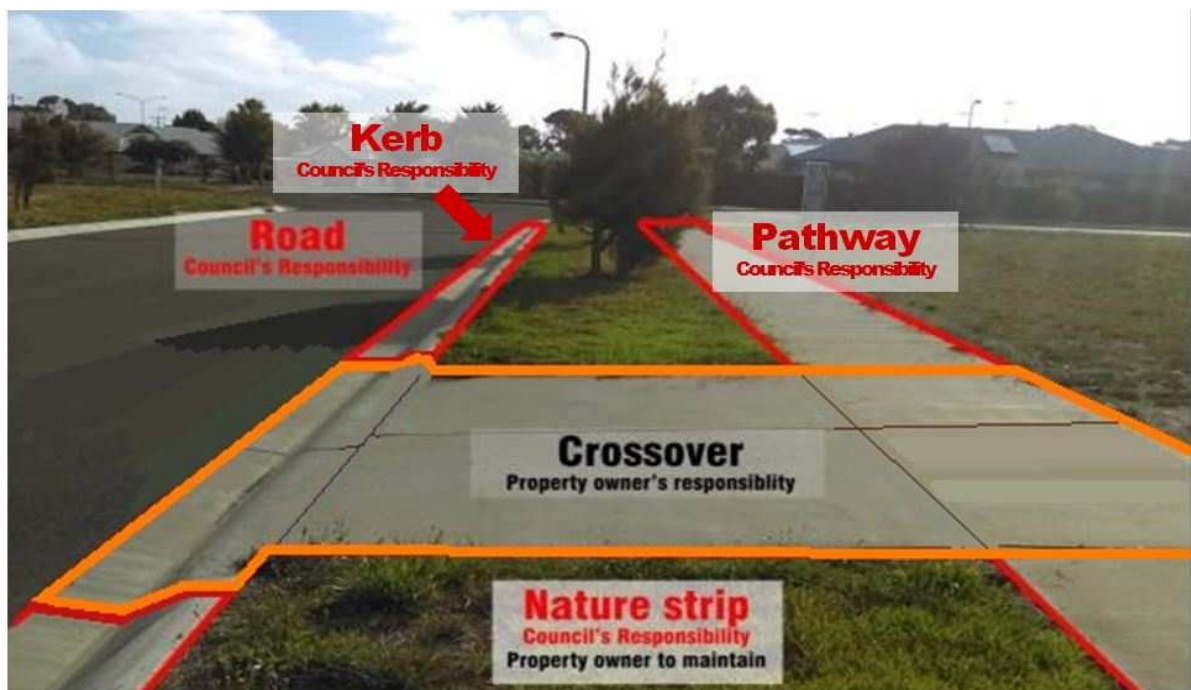 Kerb
Council's Responsibility
Road
Council's Responsibility
Pathway
Council's Responsibility
Crossover
Property owner's responsiblity
Nature strip
Council's Responsibility
Property owner to maintain